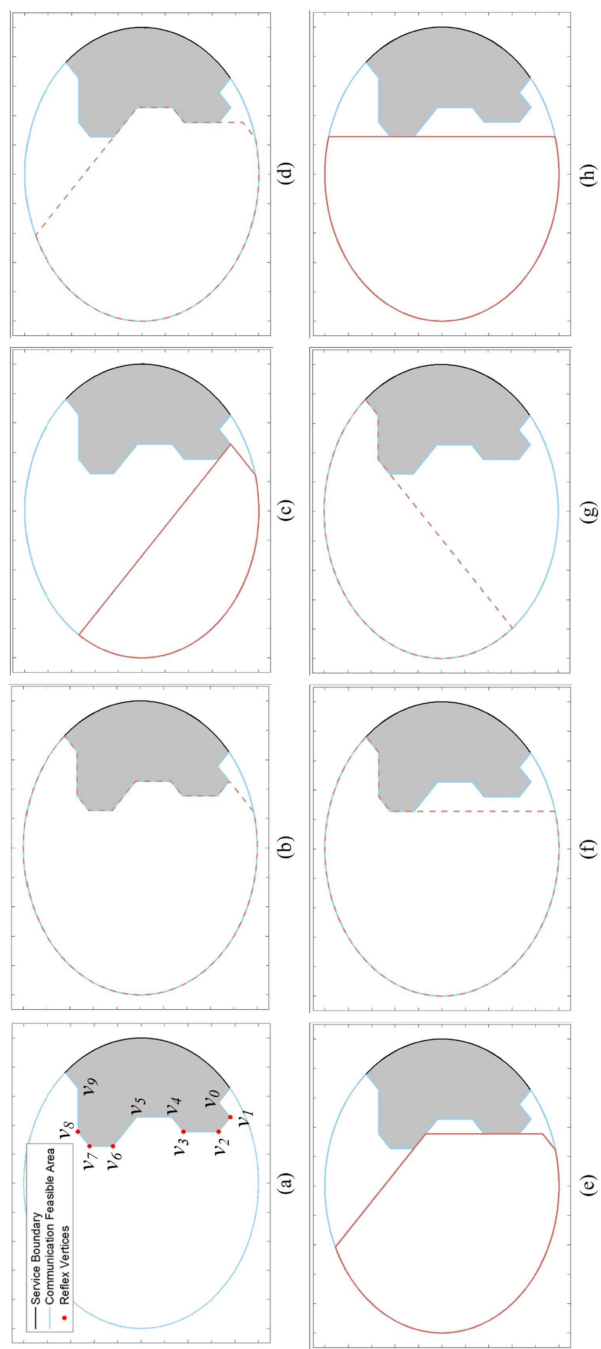 Service Boundary
Communication Feasible Area
Reflex Vertices
v8
v9
v7
v6
v5
v4
v3
v0
v2
v1
(a)
(b)
(c)
(d)
(e)
(f)
(g)
(h)